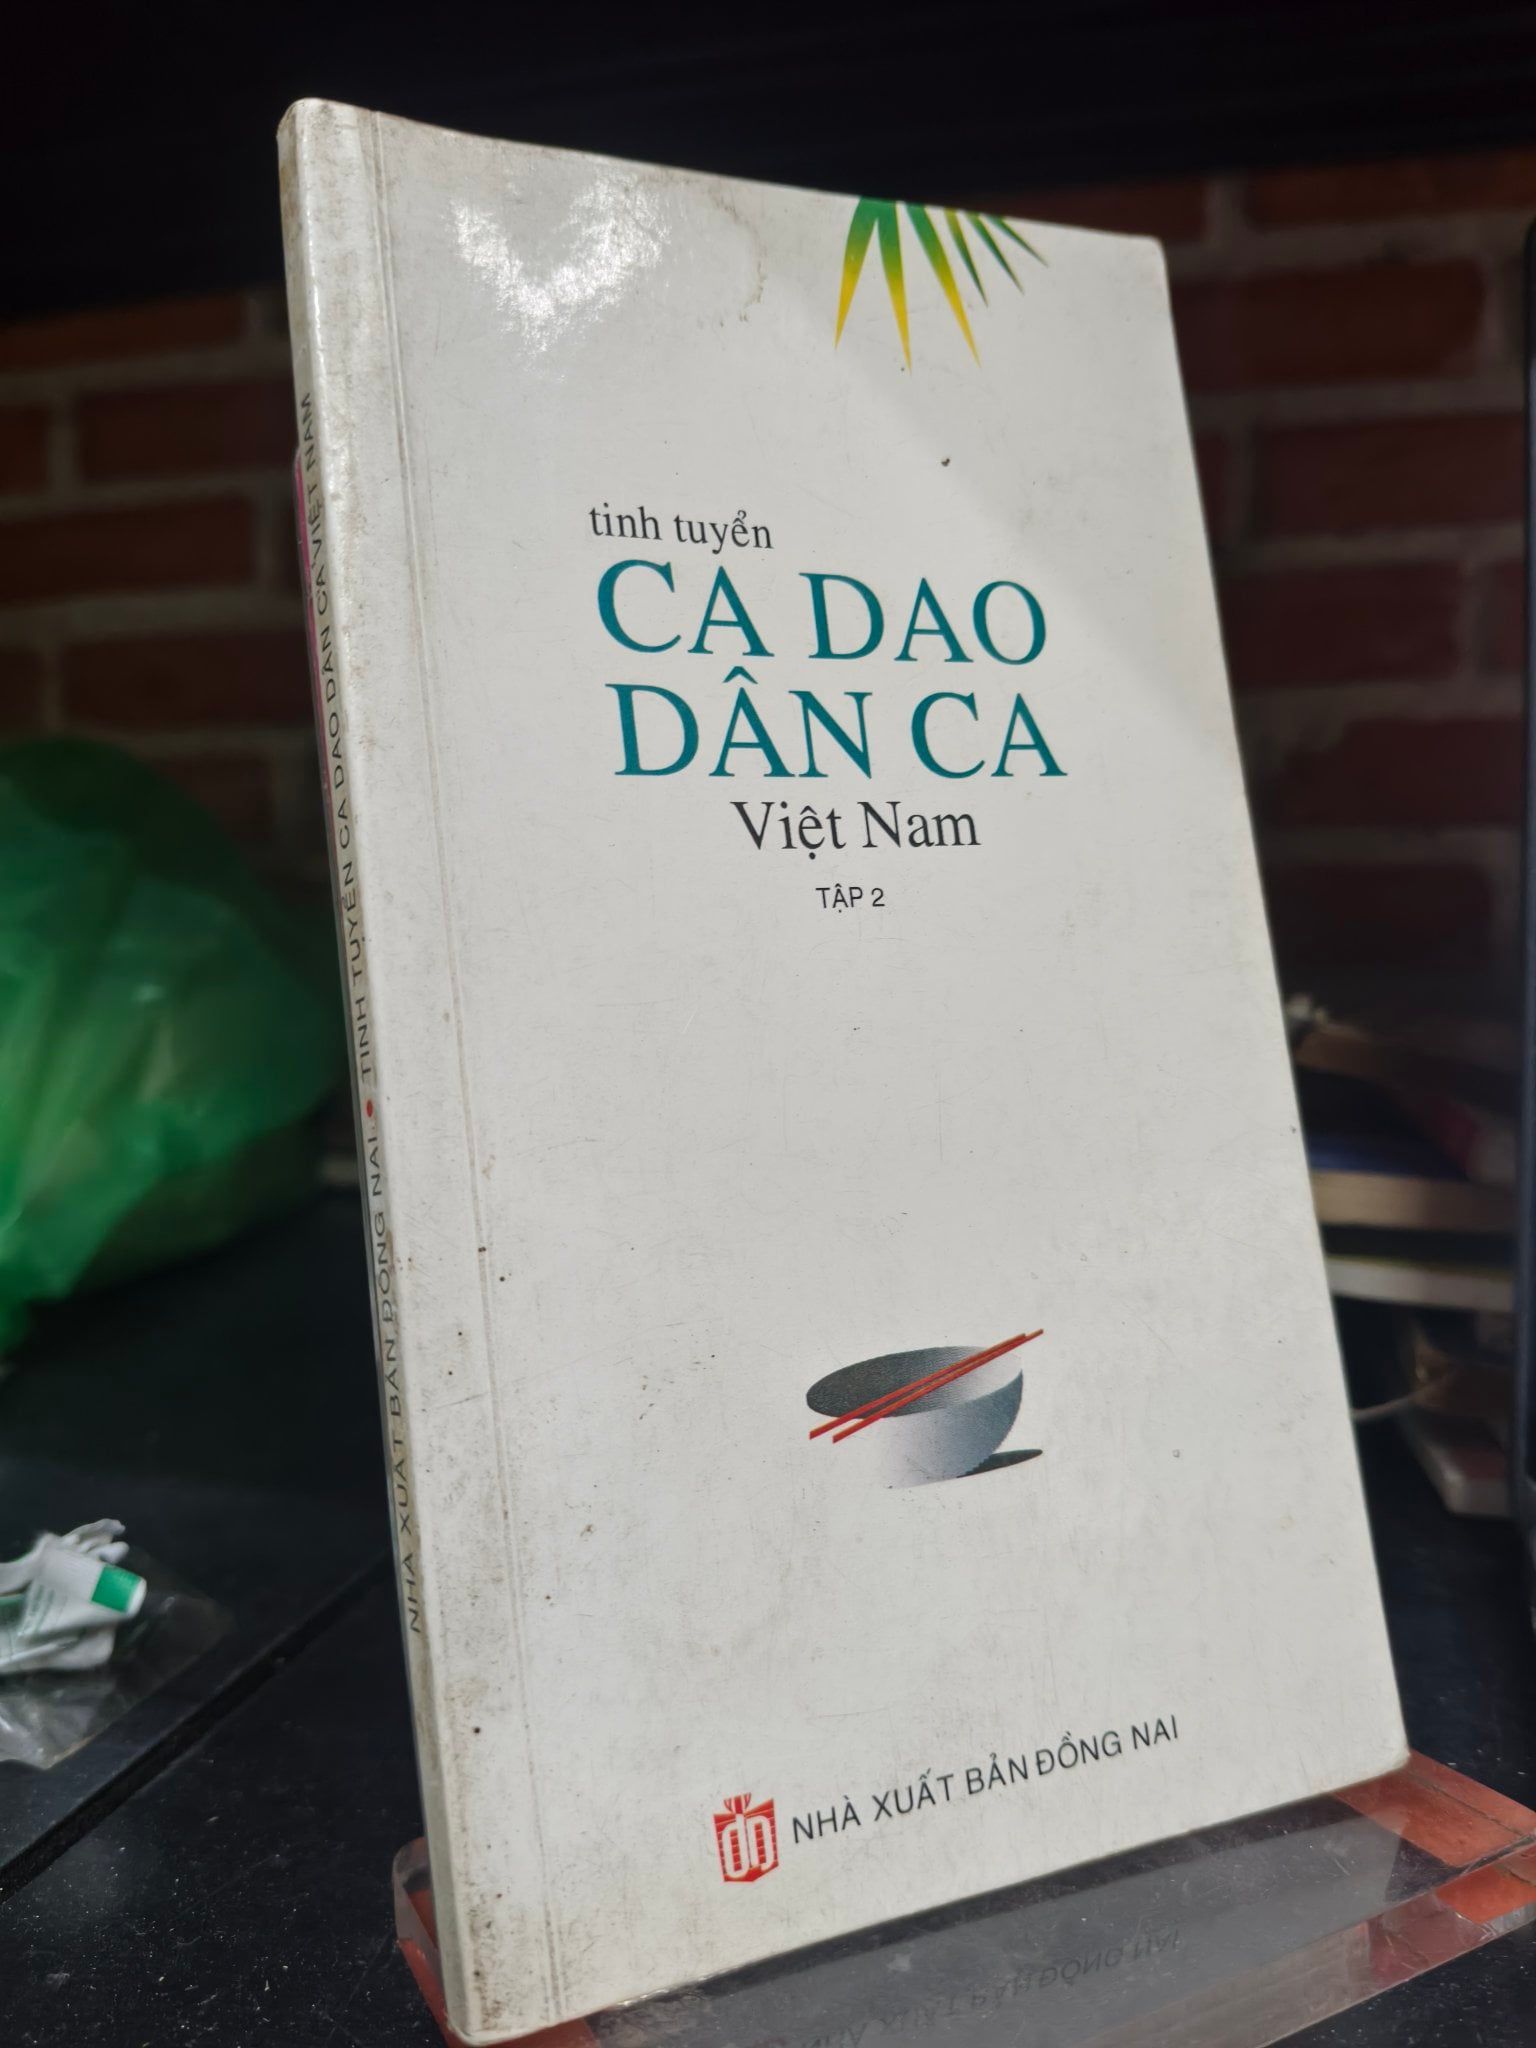 tinh tuyển
CA DAO
DÂN CA
Việt Nam
TẬP 2
NHÀ XUẤT BẢN ĐỒNG NAI
NHÀ XUẤT BẢN ĐỒNG NAI • TINH TUYỂN CA DAO DÂN CA VIỆT NAM